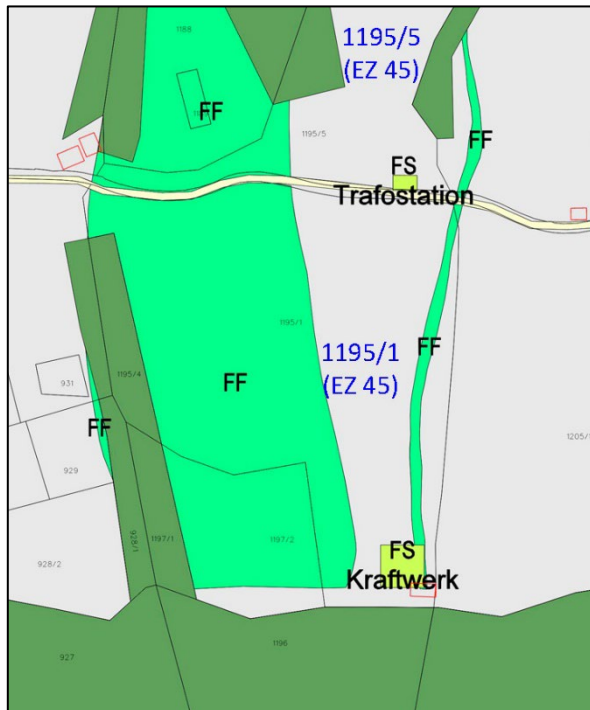 1188
1195/5
(EZ 45)
FF
1195/5
FF
FS
Trafostation
1195/1
1195/1
(EZ 45)
FF
1195/4
931
FF
FF
1205/1
929
928/1
1197/1
1197/2
FS
928/2
Kraftwerk
1196
927